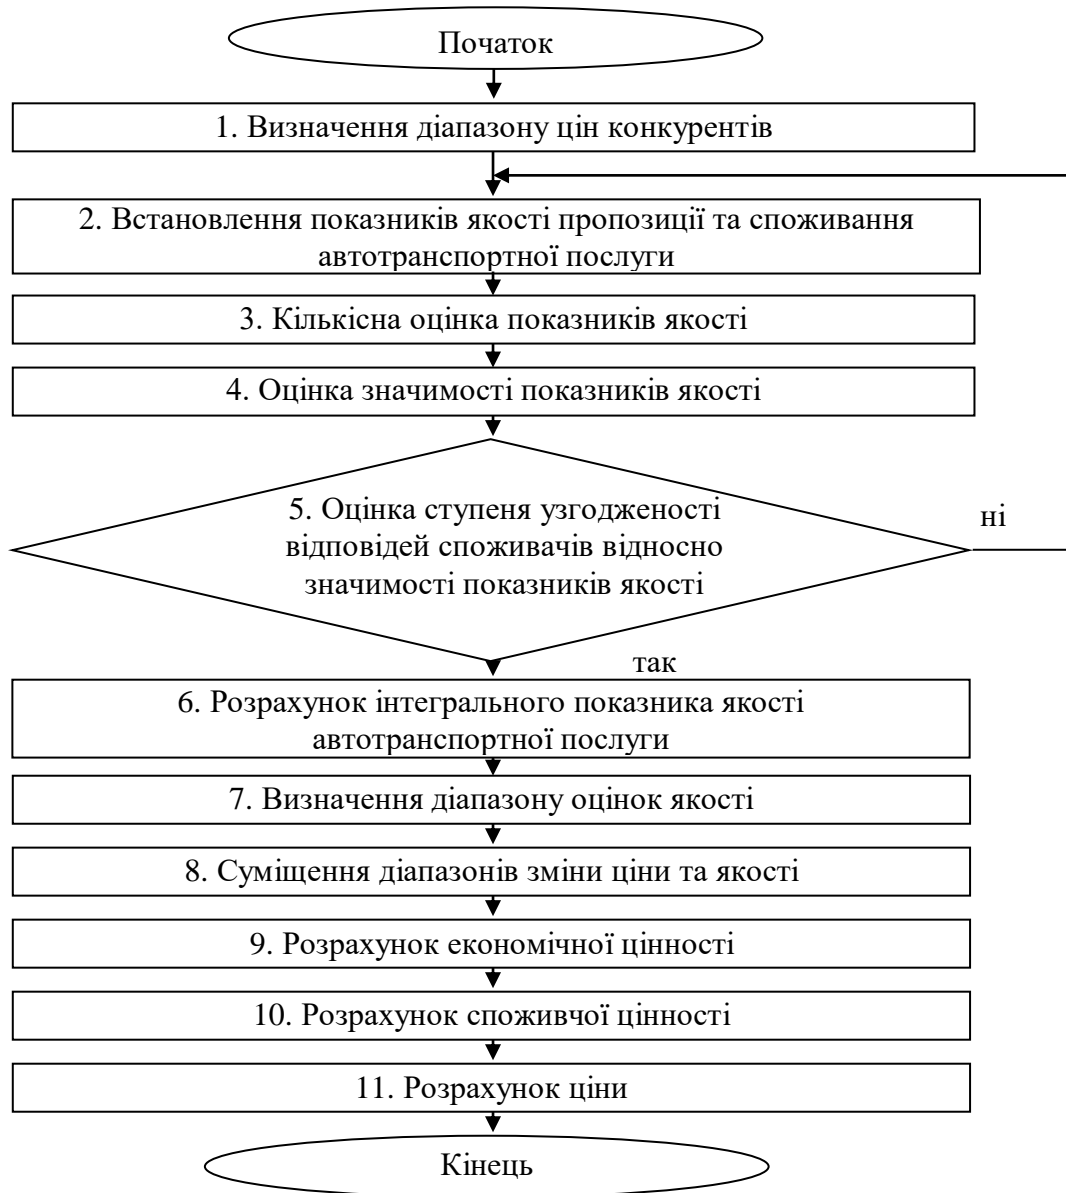 Початок
1. Визначення діапазону цін конкурентів
2. Встановлення показників якості пропозиції та споживання
автотранспортної послуги
3. Кількісна оцінка показників якості
4. Оцінка значимості показників якості
5. Оцінка ступеня узгодженості
відповідей споживачів відносно
значимості показників якості
ні
так
6. Розрахунок інтегрального показника якості
автотранспортної послуги
7. Визначення діапазону оцінок якості
8. Суміщення діапазонів зміни ціни та якості
9. Розрахунок економічної цінності
10. Розрахунок споживчої цінності
11. Розрахунок ціни
Кінець